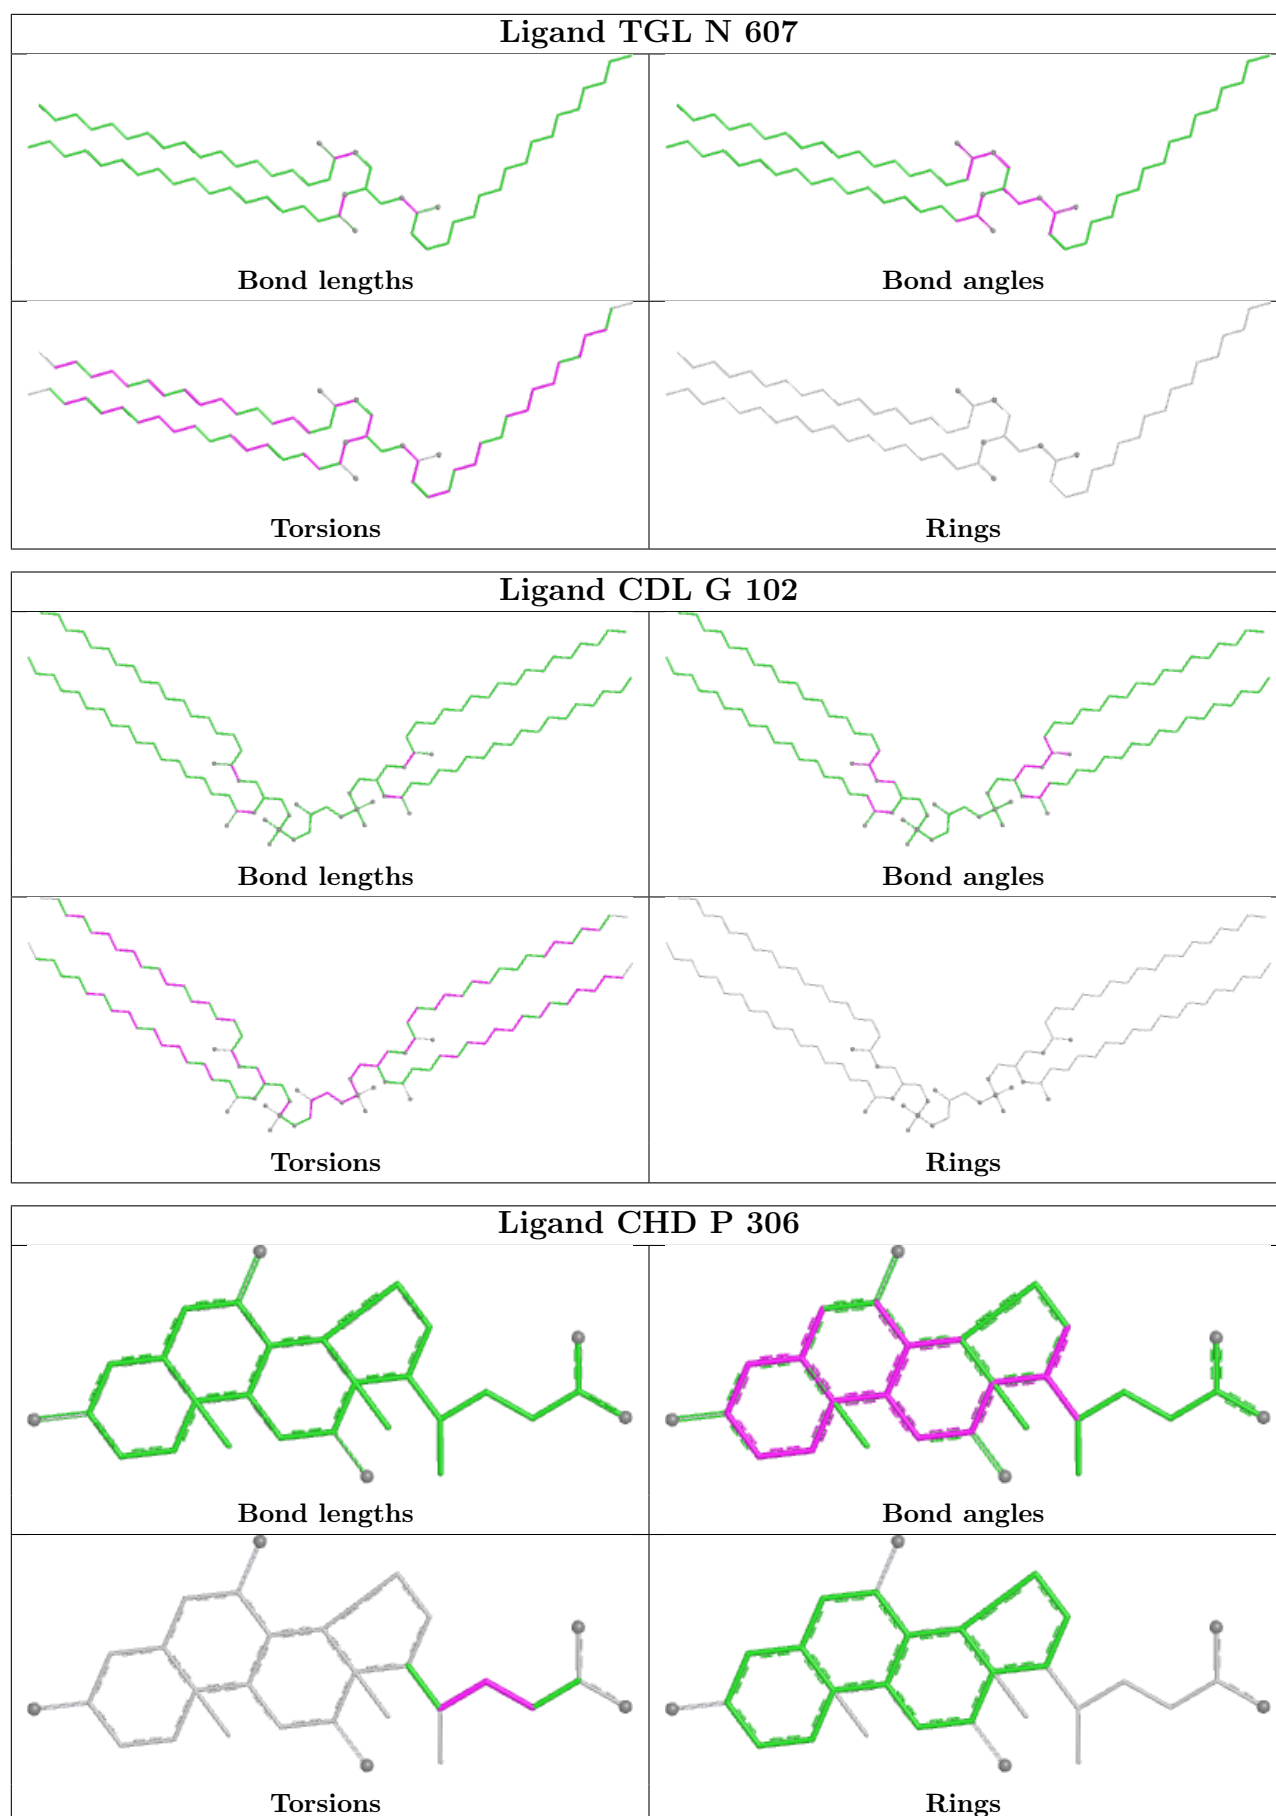 Ligand TGL N 607
Bond lengths
Bond angles
Torsions
Rings
Ligand CDL G 102
Bond lengths
Bond angles
Torsions
Rings
Ligand CHD P 306
Bond lengths
Bond angles
Torsions
Rings